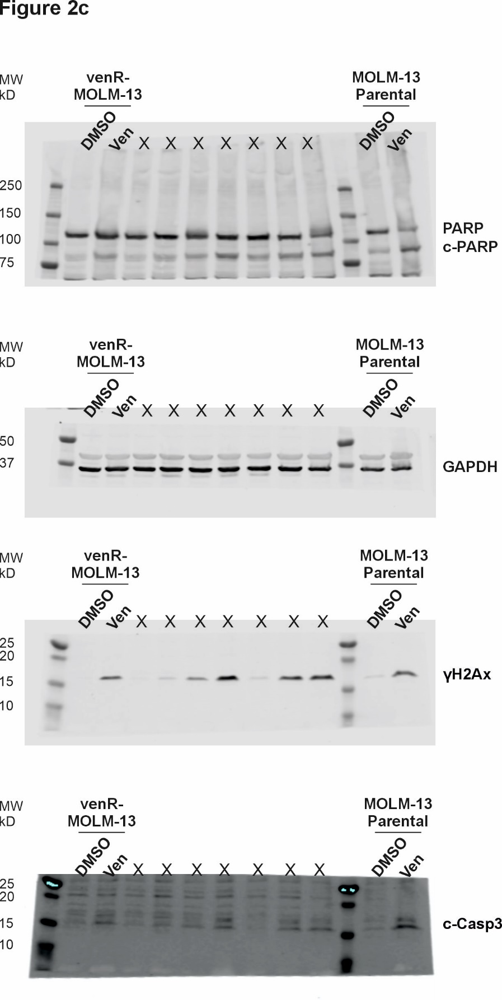 Figure 2c
MW
kD
venR-
MOLM-13
MOLM-13
Parental
DMSO Ven X X X X X X X DMSO Ven
250
150
100
75
PARP
c-PARP
MW
kD
venR-
MOLM-13
MOLM-13
Parental
DMSO Ven X X X X X X X DMSO Ven
50
37
GAPDH
MW
kD
venR-
MOLM-13
MOLM-13
Parental
DMSO Ven X X X X X X X DMSO Ven
25
20
15
10
γH2Ax
MW
kD
venR-
MOLM-13
MOLM-13
Parental
DMSO Ven X X X X X X X DMSO Ven
25
20
15
10
c-Casp3